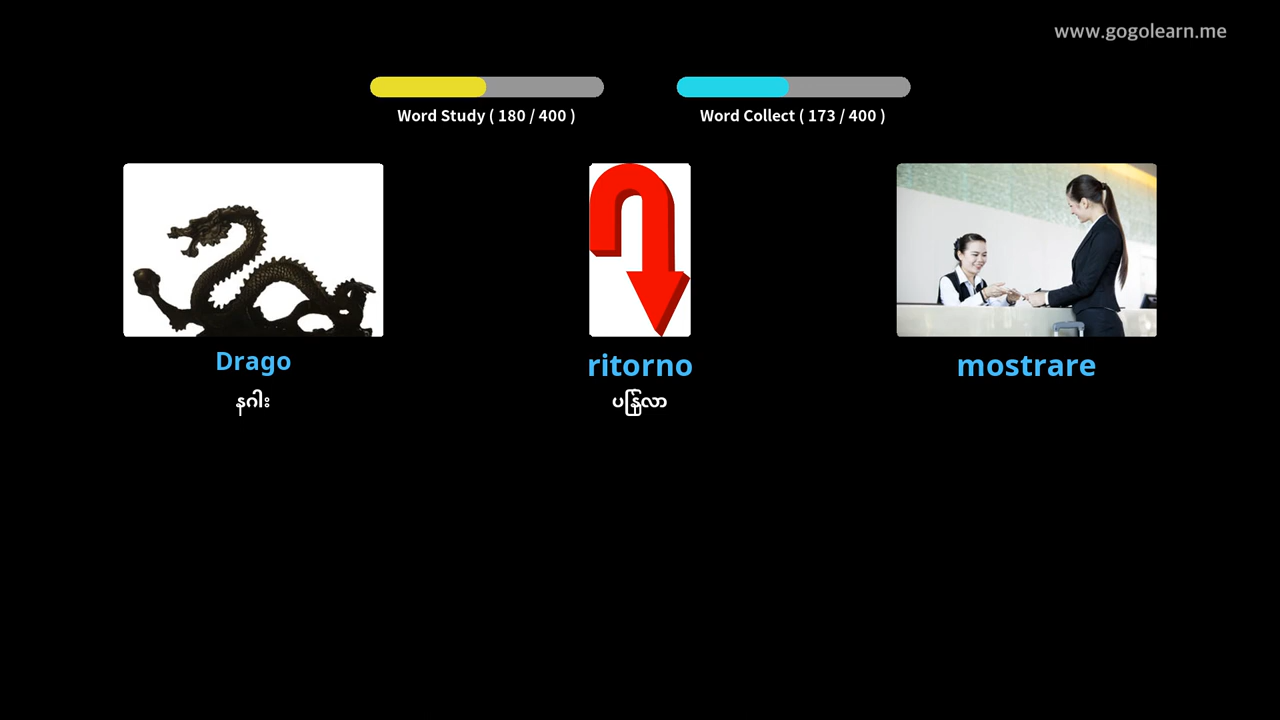 www.gogolearn.me
Word Study ( 180 / 400 )
Word Collect ( 173 / 400 )
Drago
ritorno
mostrare
နဂါး
ပန်လြာ